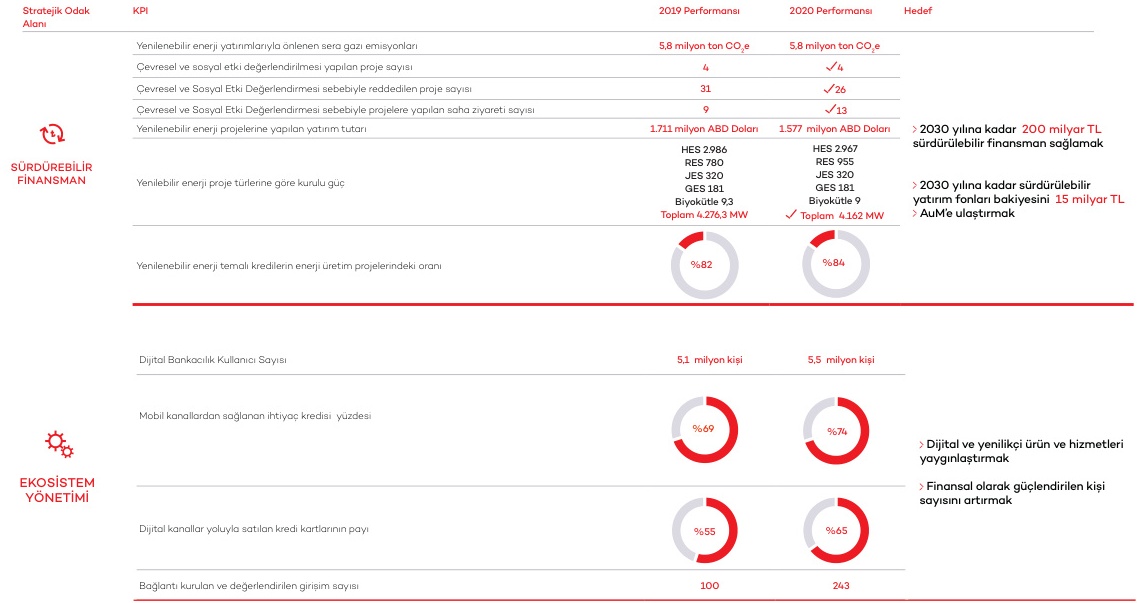 Stratejik Odak
Alanı
KPI
2019 Performansı
2020 Performansı
Hedef
SÜRDÜREBİLİR
FİNANSMAN
Yenilenebilir enerji yatırımlarıyla önlenen sera gazı emisyonları
5,8 milyon ton CO2e
5,8 milyon ton CO2e
Çevresel ve sosyal etki değerlendirilmesi yapılan proje sayısı
4
✓4
Çevresel ve Sosyal Etki Değerlendirmesi sebebiyle reddedilen proje sayısı
31
✓26
Çevresel ve Sosyal Etki Değerlendirmesi sebebiyle projelere yapılan saha ziyareti sayısı
9
✓13
Yenilenebilir enerji projelerine yapılan yatırım tutarı
1.711 milyon ABD Doları
1.577 milyon ABD Doları
Yenilebilir enerji proje türlerine göre kurulu güç
HES 2.986
RES 780
JES 320
GES 181
Biyokütle 9,3
Toplam 4.276,3 MW
HES 2.967
RES 955
JES 320
GES 181
Biyokütle 9
✓ Toplam 4.162 MW
Yenilenebilir enerji temalı kredilerin enerji üretim projelerindeki oranı
%82
%84
> 2030 yılına kadar 200 milyar TL
sürdürülebilir finansman sağlamak
> 2030 yılına kadar sürdürülebilir
yatırım fonları bakiyesini 15 milyar TL
> AuM'e ulaştırmak
EKOSİSTEM
YÖNETİMİ
Dijital Bankacılık Kullanıcı Sayısı
5,1 milyon kişi
5,5 milyon kişi
Mobil kanallardan sağlanan ihtiyaç kredisi yüzdesi
%69
%74
Dijital kanallar yoluyla satılan kredi kartlarının payı
%55
%65
Bağlantı kurulan ve değerlendirilen girişim sayısı
100
243
> Dijital ve yenilikçi ürün ve hizmetleri
yaygınlaştırmak
> Finansal olarak güçlendirilen kişi
sayısını artırmak